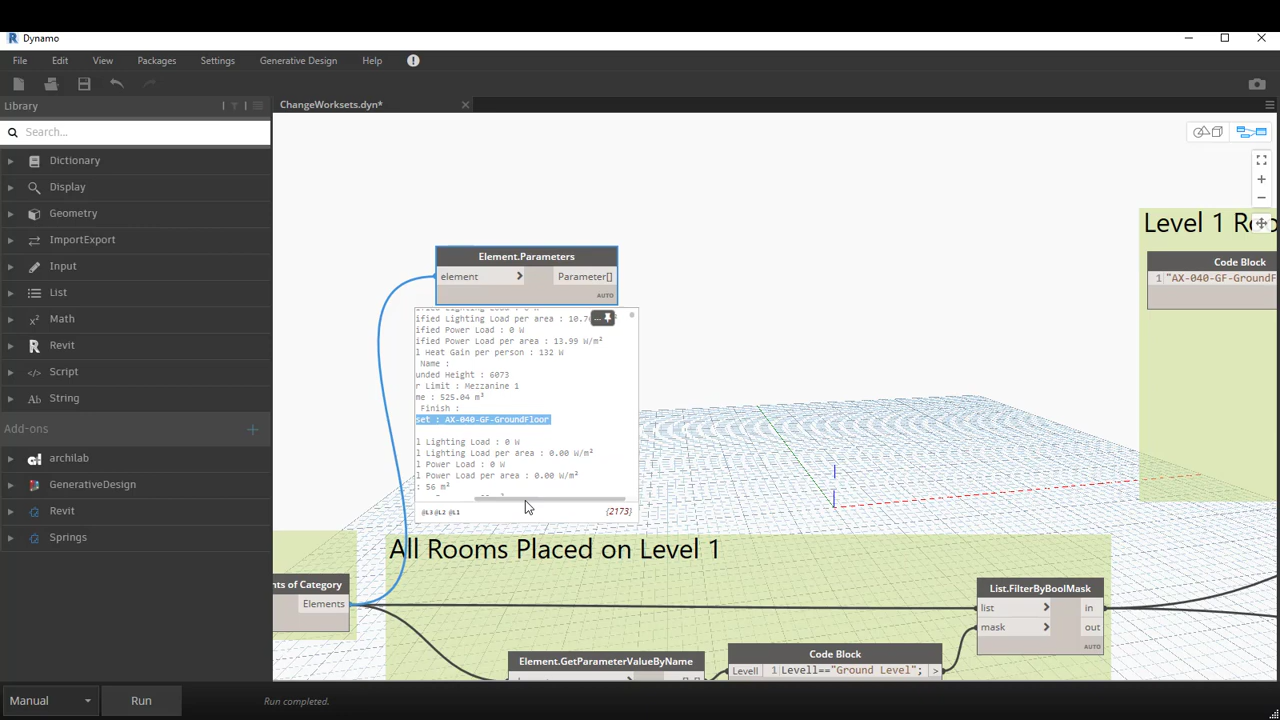 Dynamo
File Edit View Packages Settings Generative Design Help
Library
ChangeWorksets.dyn*
Search...
Dictionary
Display
Geometry
ImportExport
Input
List
Math
Revit
Script
String
Add-ons
archilab
GenerativeDesign
Revit
Springs
Element.Parameters
element > Parameter[]
AUTO
ified Lighting Load per area : 10.7
ified Power Load : 0 W
ified Power Load per area : 13.99 W/m²
l Heat Gain per person : 132 W
Name :
unded Height : 6073
r Limit : Mezzanine 1
me : 525.04 m³
Finish :
set : AX-040-GF-GroundFloor
l Lighting Load : 0 W
l Lighting Load per area : 0.00 W/m²
l Power Load : 0 W
l Power Load per area : 0.00 W/m²
: 56 m²
@L3 @L2 @L1 {2173}
Level 1 Ro
Code Block
1 "AX-040-GF-GroundF
All Rooms Placed on Level 1
nts of Category
Elements
List.FilterByBoolMask
list > in
mask > out
AUTO
Element.GetParameterValueByName
Code Block
Levell 1 Levell=="Ground Level"; >
Manual Run Run completed.